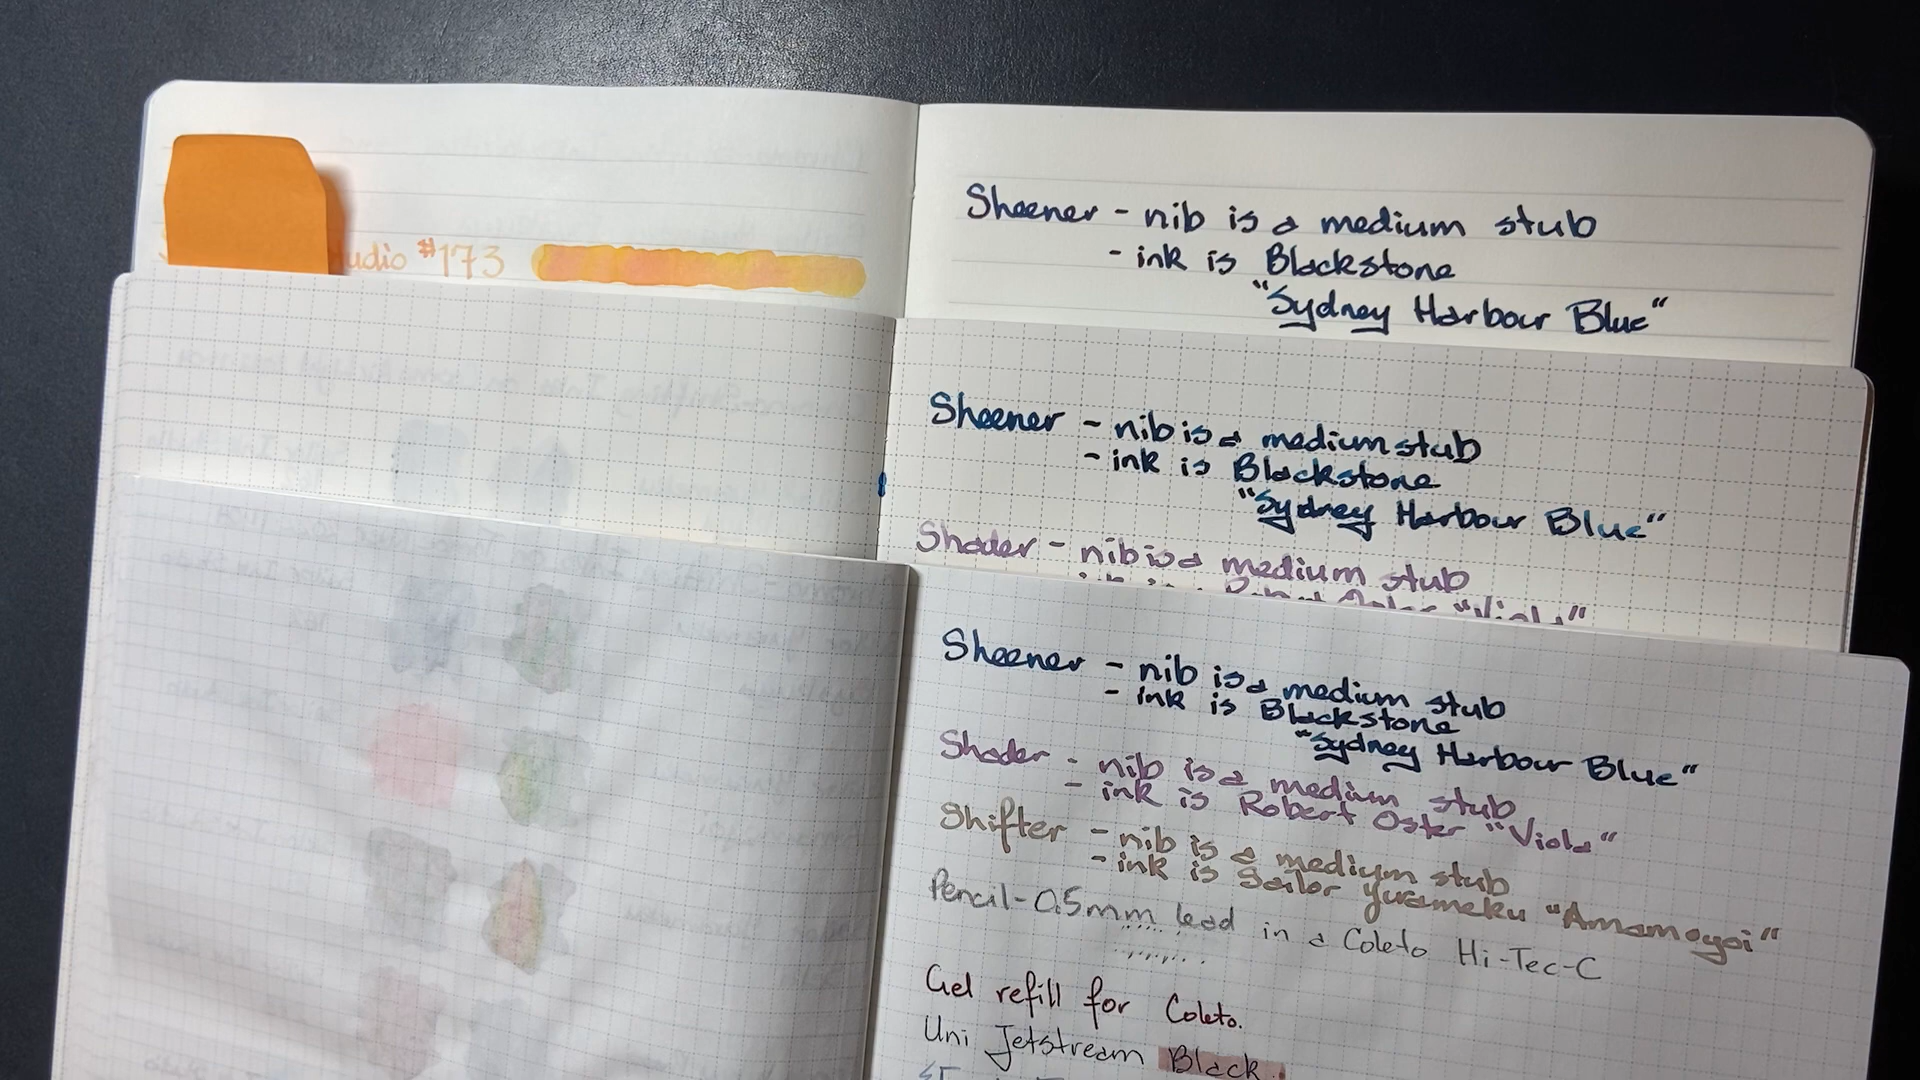 udio #173
Sheener - nib is a medium stub
- ink is Blackstone
"Sydney Harbour Blue"
Sheener - nib is a medium stub
- ink is Blackstone
"Sydney Harbour Blue"
Shader - nib is a medium stub
Sheener - nib is a medium stub
- ink is Blackstone
"Sydney Harbour Blue"
Shader - nib is a medium stub
- ink is Robert Oster "Viola"
Shifter - nib is a medium stub
- ink is Sailor Yurameku "Amamoyoi"
Pencil - 0.5mm lead in a Coleto Hi-Tec-C
Gel refill for Coleto.
Uni Jetstream Black.